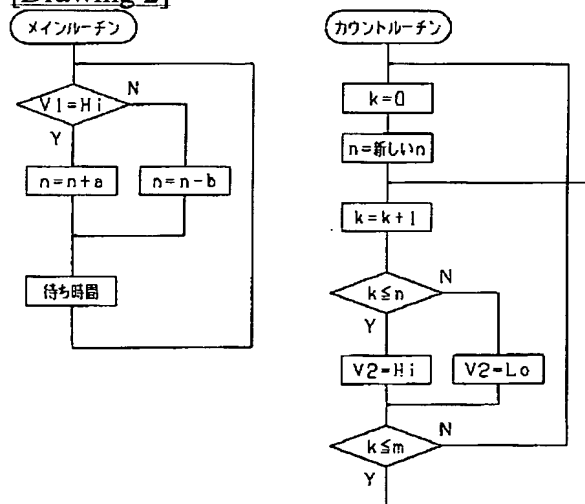 [Drawing 2]
メインルーチン
V1=Hi
N
Y
n=n+a
n=n-b
待ち時間
カウントルーチン
k=0
n=新しいn
k=k+1
k≦n
N
Y
V2=Hi
V2=Lo
k≦m
N
Y